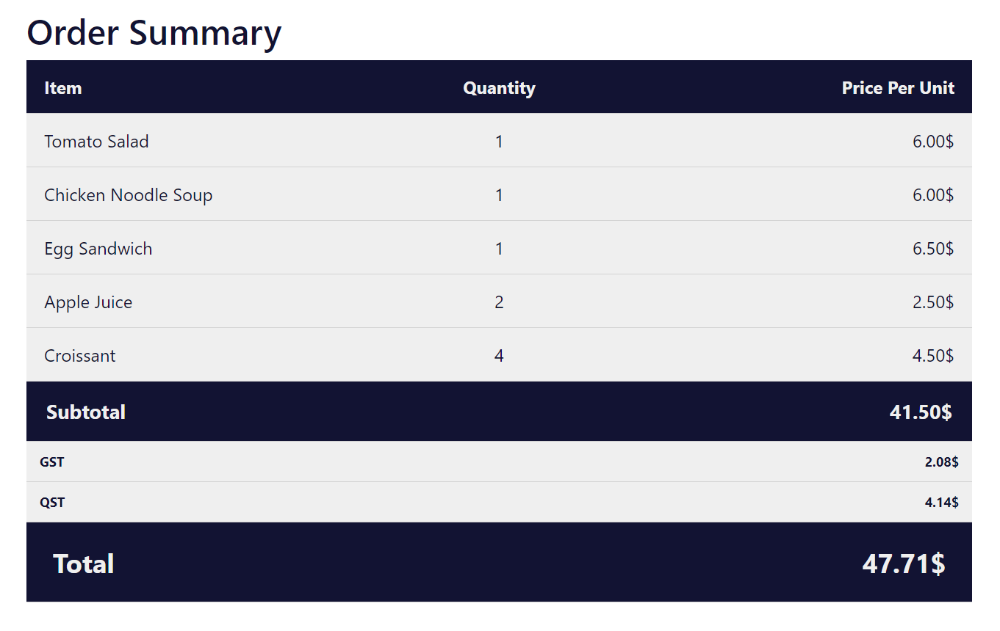 Order Summary
Item Quantity Price Per Unit
Tomato Salad 1 6.00$
Chicken Noodle Soup 1 6.00$
Egg Sandwich 1 6.50$
Apple Juice 2 2.50$
Croissant 4 4.50$
Subtotal 41.50$
GST 2.08$
QST 4.14$
Total 47.71$